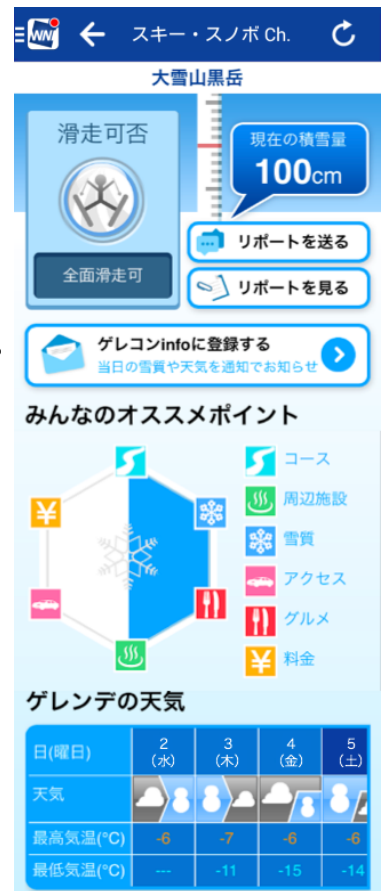 WNI スキー・スノボ Ch.
大雪山黒岳
滑走可否
現在の積雪量
100cm
全面滑走可
リポートを送る
リポートを見る
ゲレコンinfoに登録する
当日の雪質や天気を通知でお知らせ
みんなのオススメポイント
コース
周辺施設
雪質
アクセス
グルメ
¥ 料金
¥
ゲレンデの天気
日(曜日) 2(水) 3(木) 4(金) 5(土)
天気
最高気温(°C) -6 -7 -6 -6
最低気温(°C) --- -11 -15 -14